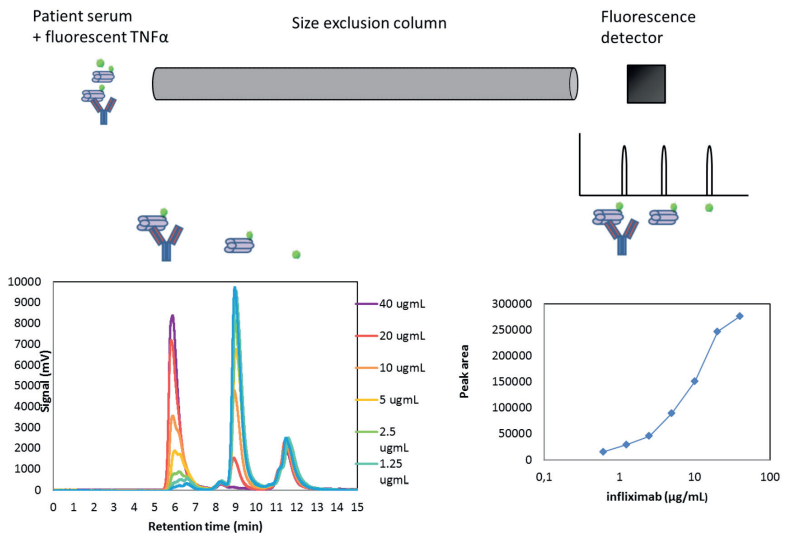 Patient serum
+ fluorescent TNFα
Size exclusion column
Fluorescence
detector
10000
9000
8000
7000
6000
5000
4000
3000
2000
1000
0
Signal (mV)
0 1 2 3 4 5 6 7 8 9 10 11 12 13 14 15
Retention time (min)
40 ugmL
20 ugmL
10 ugmL
5 ugmL
2.5
ugmL
1.25
ugmL
300000
250000
200000
150000
100000
50000
0
Peak area
0,1 1 10 100
infliximab (µg/mL)